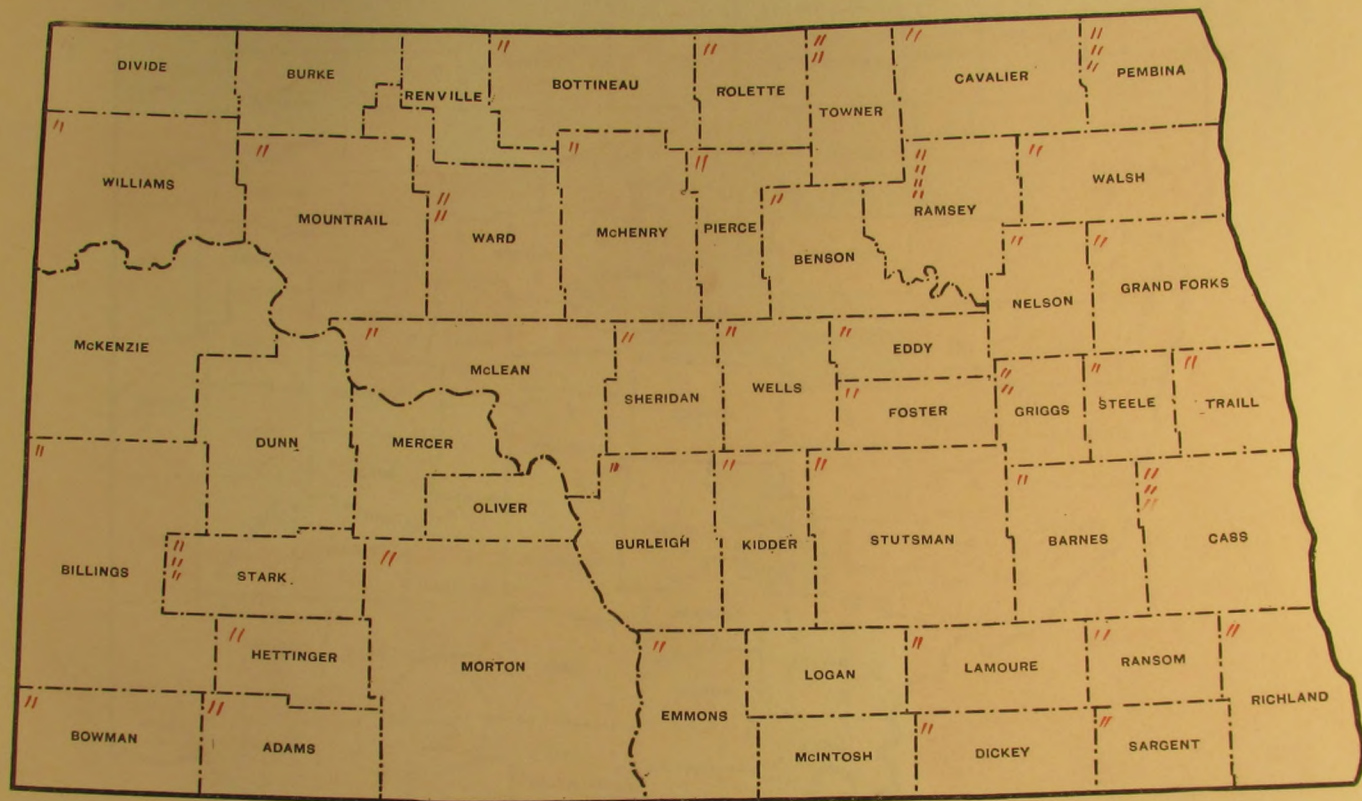 DIVIDE
BURKE
RENVILLE
BOTTINEAU
ROLETTE
TOWNER
CAVALIER
PEMBINA
WILLIAMS
MOUNTRAIL
WARD
McHENRY
PIERCE
BENSON
RAMSEY
WALSH
NELSON
GRAND FORKS
McKENZIE
McLEAN
SHERIDAN
WELLS
EDDY
FOSTER
GRIGGS
STEELE
TRAILL
DUNN
MERCER
OLIVER
BURLEIGH
KIDDER
STUTSMAN
BARNES
CASS
BILLINGS
STARK
HETTINGER
MORTON
EMMONS
LOGAN
LAMOURE
RANSOM
RICHLAND
BOWMAN
ADAMS
McINTOSH
DICKEY
SARGENT